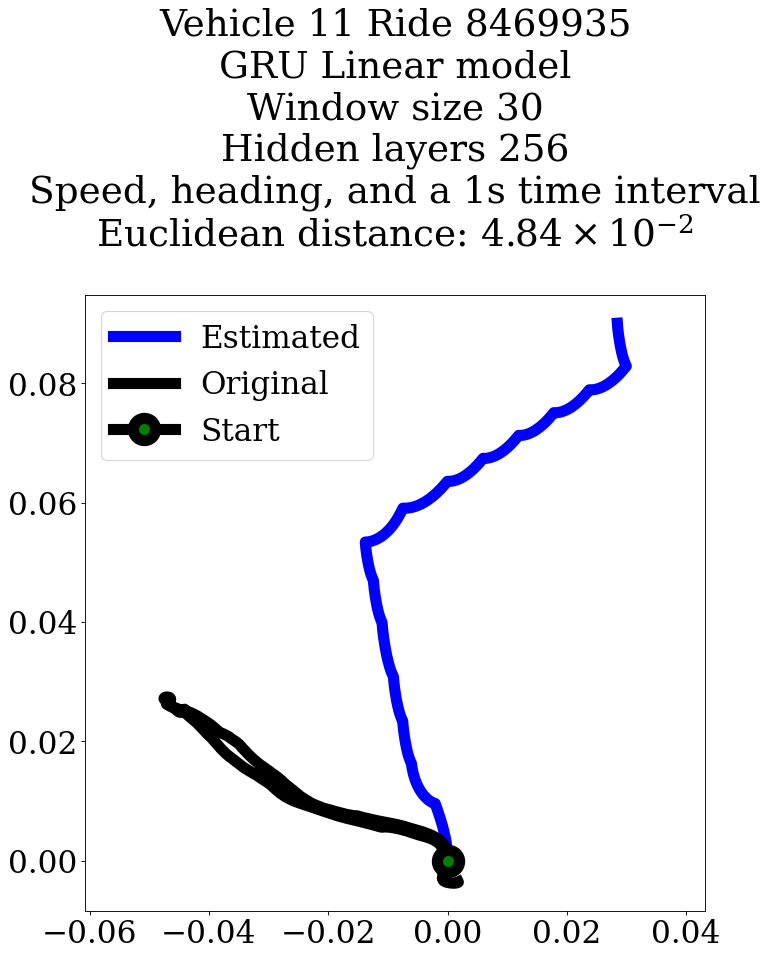 Vehicle 11 Ride 8469935
GRU Linear model
Window size 30
Hidden layers 256
Speed, heading, and a 1s time interval
Euclidean distance: 4.84 × 10⁻²
Estimated
Original
Start
0.08
0.06
0.04
0.02
0.00
−0.06 −0.04 −0.02 0.00 0.02 0.04